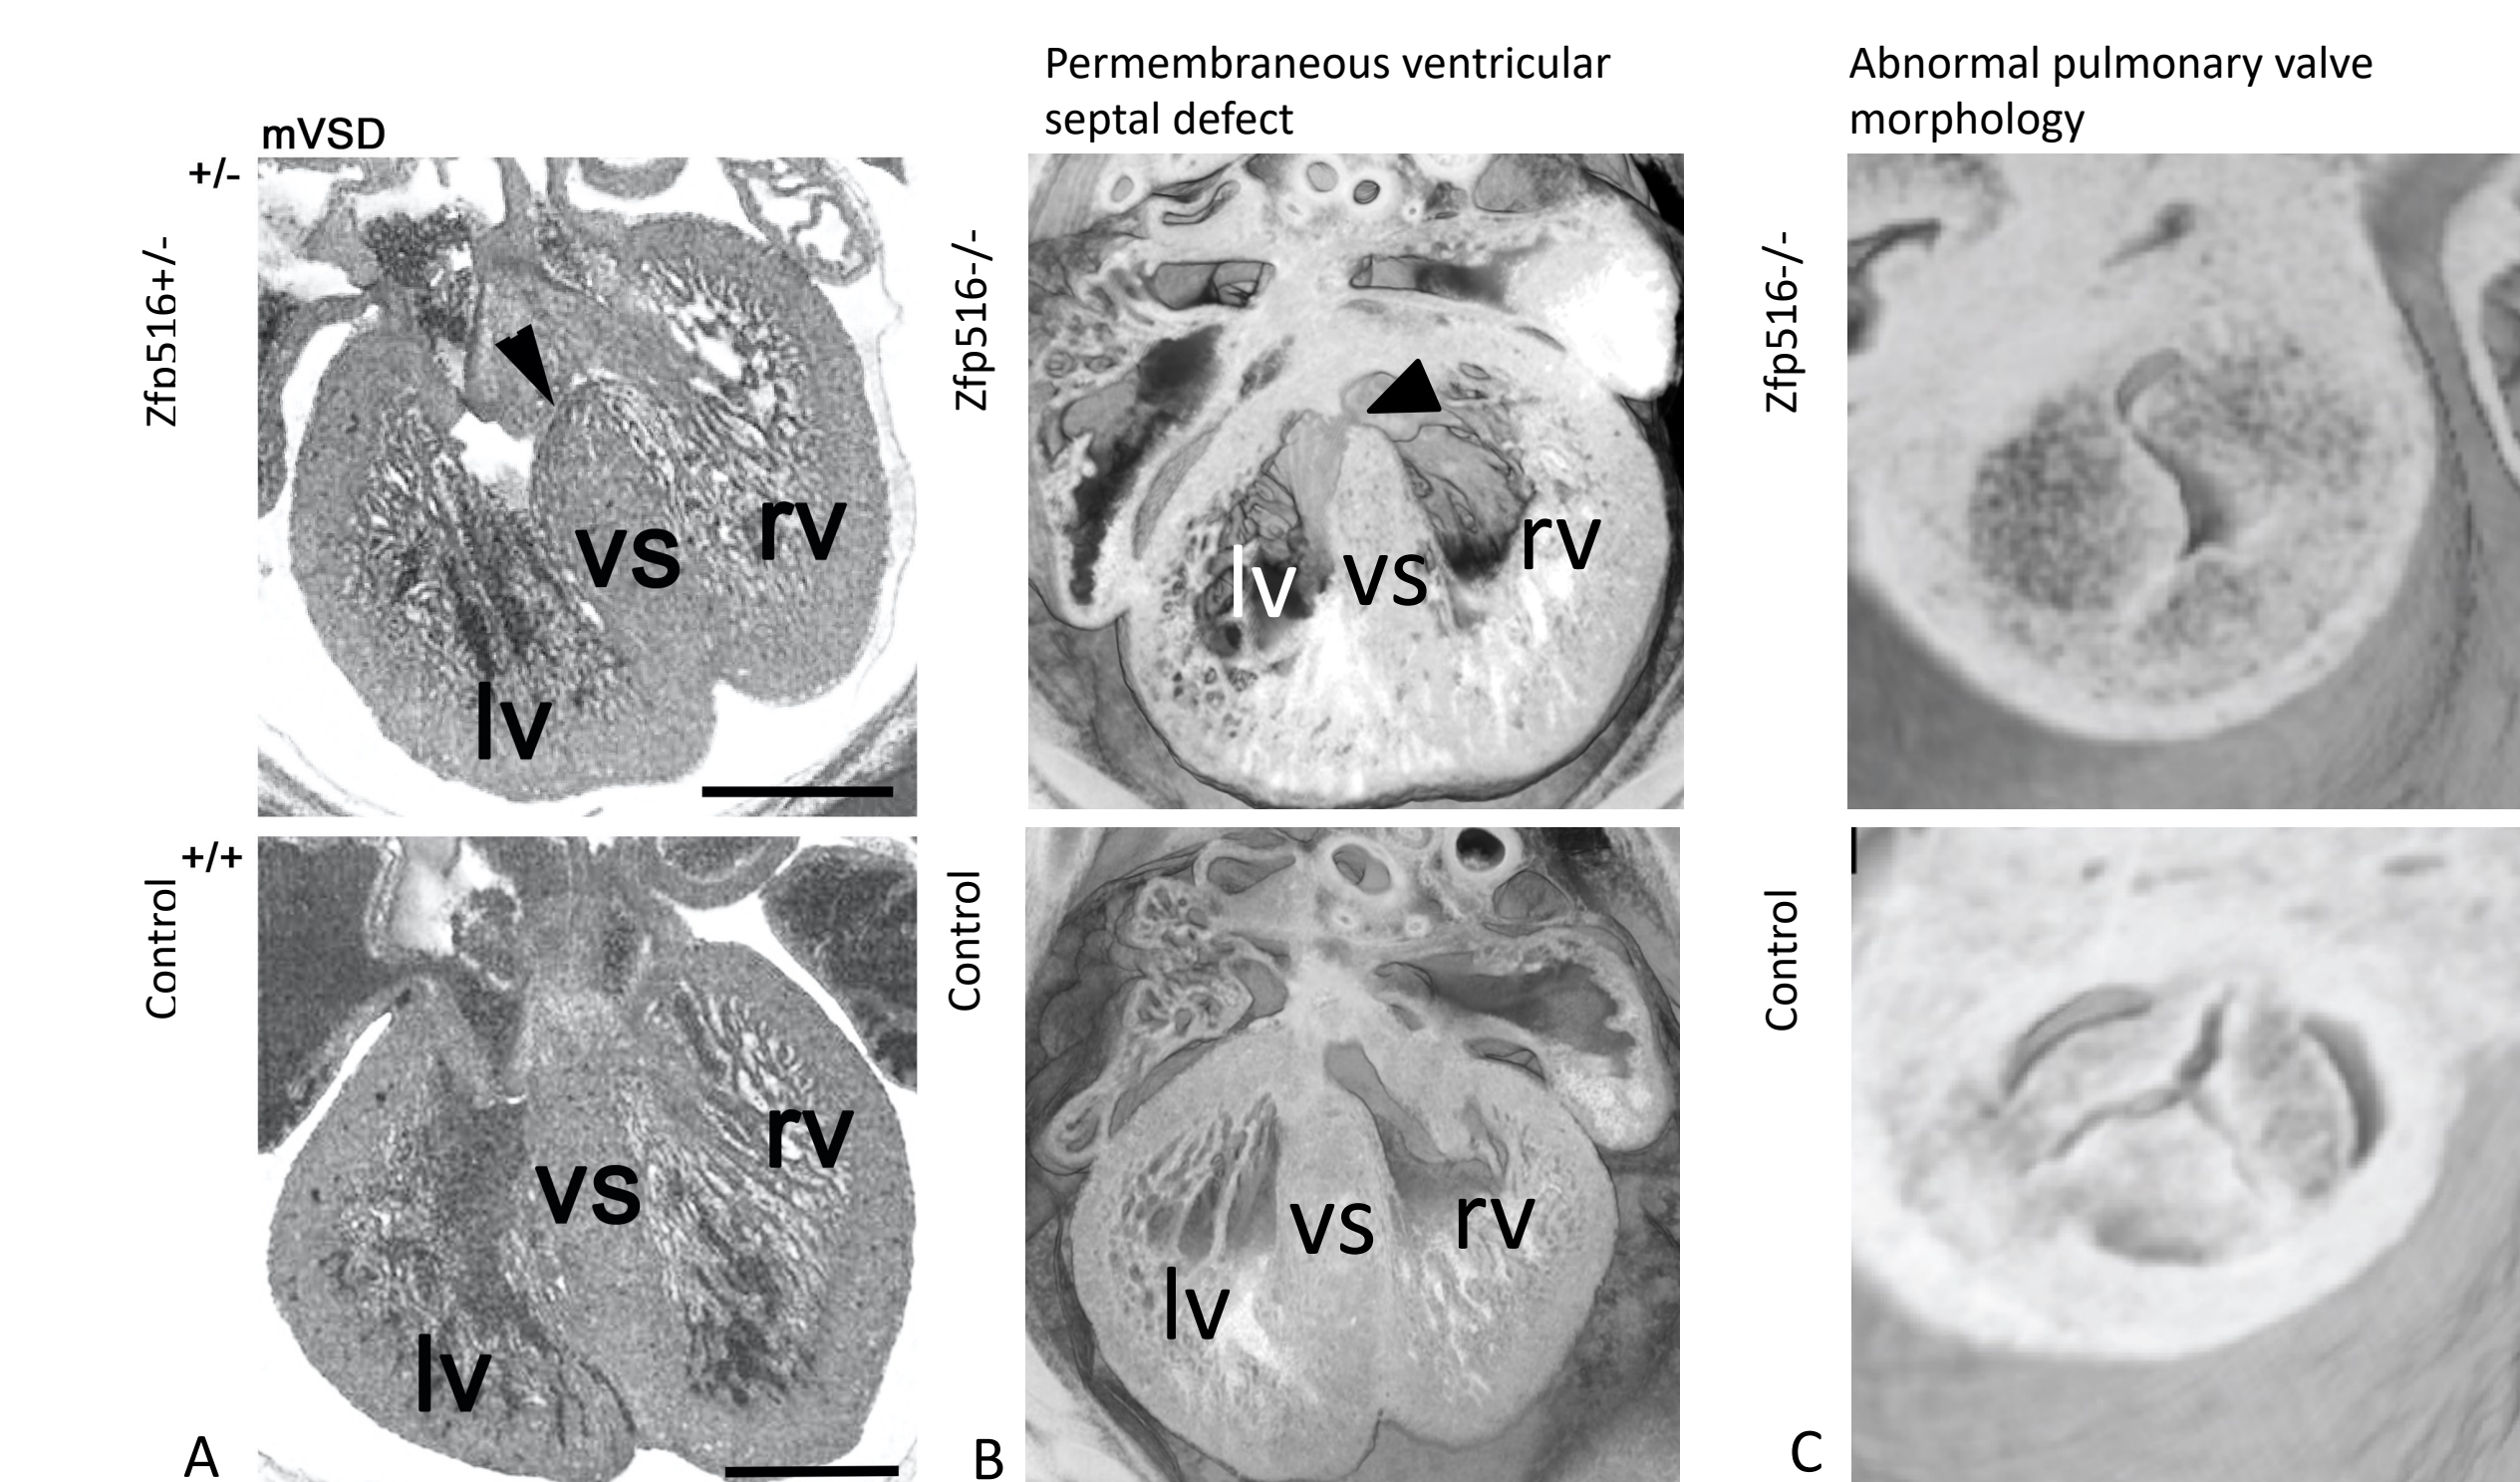 mVSD
+/-
Zfb516+/-
vs
rv
lv
+/+
Control
rv
vs
lv
A
Permembraneous ventricular
septal defect
Zfp516-/-
lv
vs
rv
Control
vs
rv
lv
B
Abnormal pulmonary valve
morphology
Zfp516-/-
Control
C